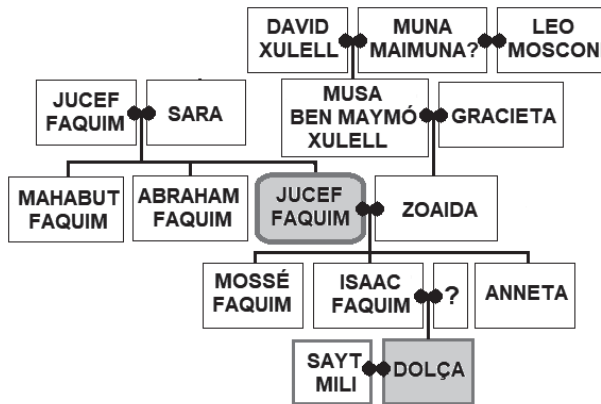 DAVID
XULELL
MUNA
MAIMUNA?
LEO
MOSCONI
JUCEF
FAQUIM
SARA
MUSA
BEN MAYMÓ
XULELL
GRACIETA
MAHABUT
FAQUIM
ABRAHAM
FAQUIM
JUCEF
FAQUIM
ZOAIDA
MOSSÉ
FAQUIM
ISAAC
FAQUIM
?
ANNETA
SAYT
MILI
DOLÇA